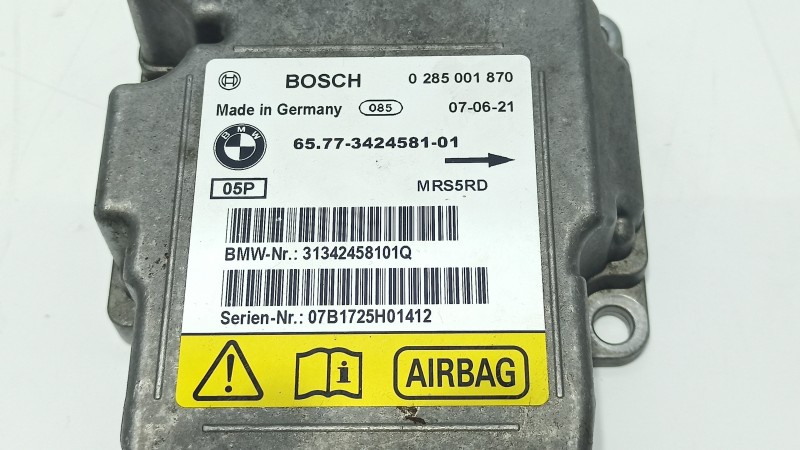 BOSCH 0 285 001 870
Made in Germany 085 07-06-21
BMW 65.77-3424581-01
05P MRS5RD
BMW-Nr.: 31342458101Q
Serien-Nr.: 07B1725H01412
AIRBAG